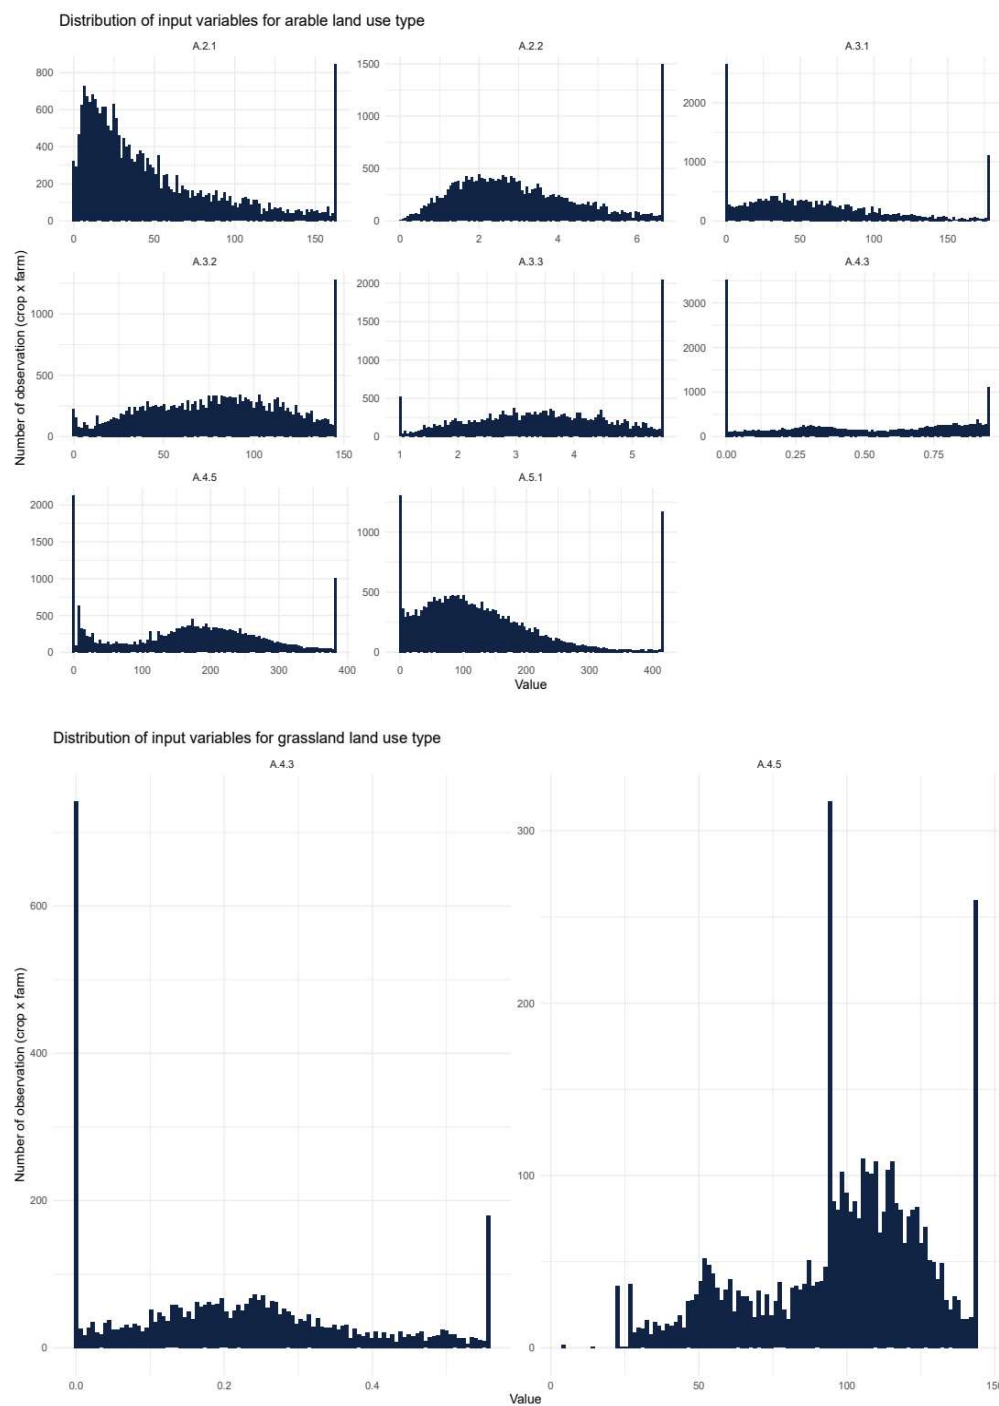 Distribution of input variables for arable land use type
A.2.1 A.2.2 A.3.1
800 600 400 200 0
1500 1000 500 0
2000 1000 0
0 50 100 150
0 2 4 6
0 50 100 150
A.3.2 A.3.3 A.4.3
Number of observation (crop x farm)
1000 500 0
2000 1500 1000 500 0
3000 2000 1000 0
0 50 100 150
1 2 3 4 5
0.00 0.25 0.50 0.75
A.4.5 A.5.1
2000 1500 1000 500 0
1000 500 0
0 100 200 300 400
0 100 200 300 400
Value
Distribution of input variables for grassland land use type
A.4.3 A.4.5
Number of observation (crop x farm)
600 400 200 0
300 200 100 0
0.0 0.2 0.4
0 50 100 150
Value